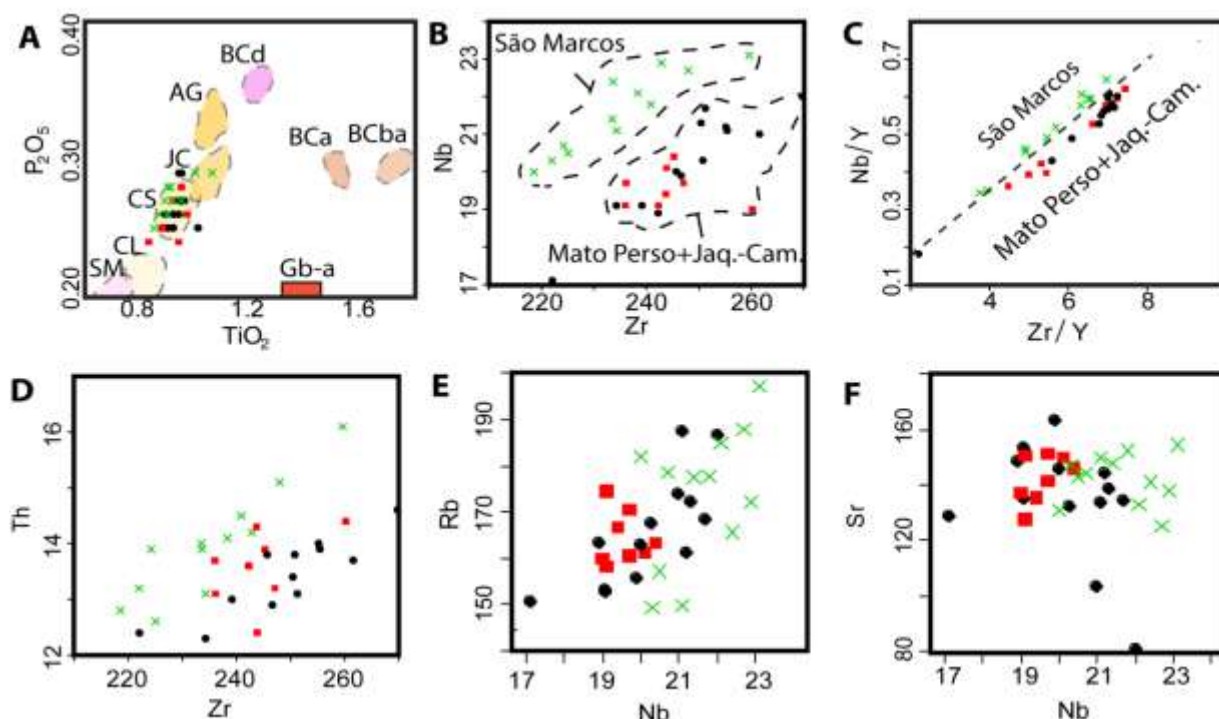 A
P2O5
0.40
0.30
0.20
BCd
AG
BCa
BCba
JC
CS
CL
SM
Gb-a
0.8
1.2
1.6
TiO2
B
São Marcos
Nb
23
21
19
17
Mato Perso+Jaq.-Cam.
220
240
260
Zr
C
Nb/Y
0.7
0.5
0.3
0.1
São Marcos
Mato Perso+Jaq.-Cam.
4
6
8
Zr/Y
D
Th
16
14
12
220
240
260
Zr
E
Rb
190
170
150
17
19
21
23
Nb
F
Sr
160
120
80
17
19
21
23
Nb